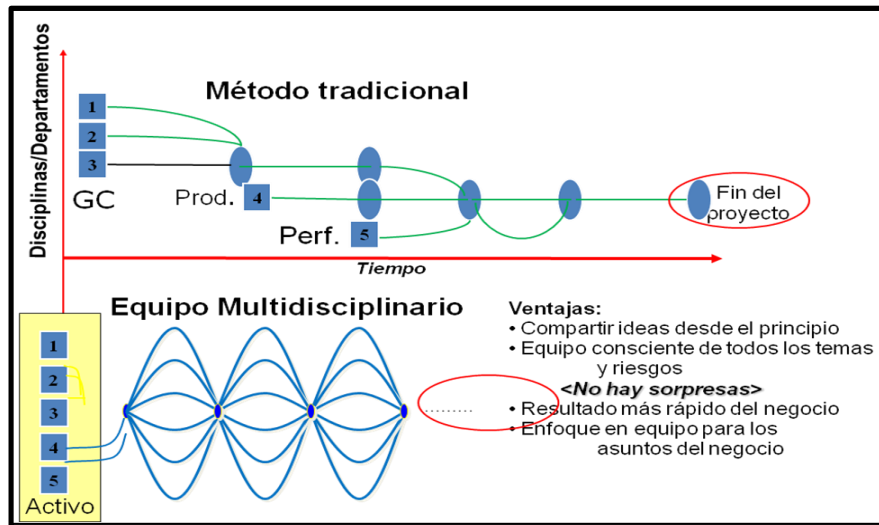 Disciplinas/Departamentos
Método tradicional
1
2
3
GC
Prod. 4
Perf. 5
Fin del
proyecto
Tiempo
Equipo Multidisciplinario
1
2
3
4
5
Activo
..........
Ventajas:
• Compartir ideas desde el principio
• Equipo consciente de todos los temas
y riesgos
<No hay sorpresas>
• Resultado más rápido del negocio
• Enfoque en equipo para los
asuntos del negocio